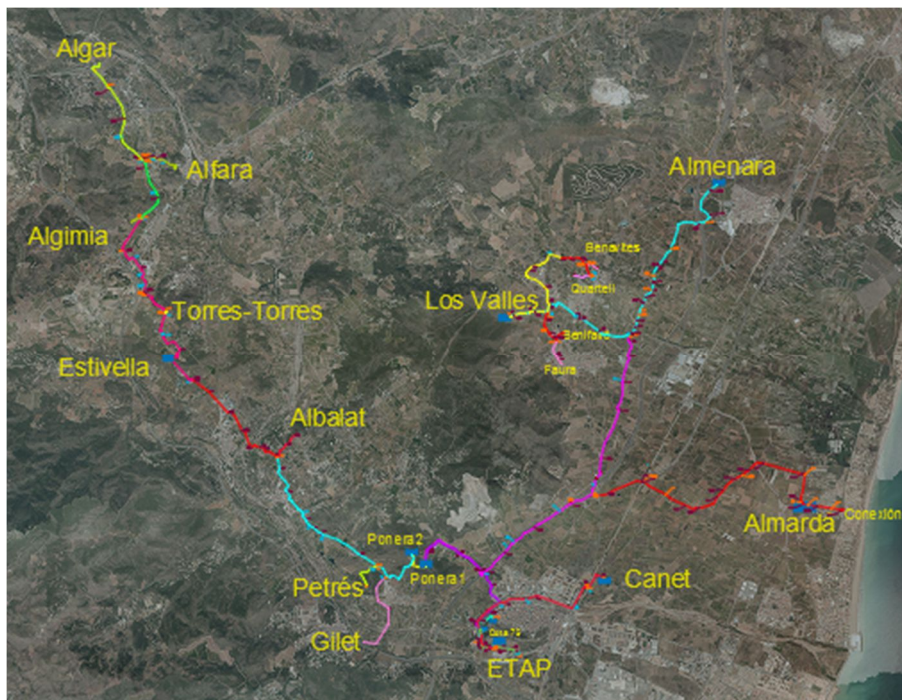 Algar
Alfara
Almenara
Algimia
Benavites
Quartell
Los Valles
Torres-Torres
Benifairó
Estivella
Faura
Albalat
Almarda
Conexión
Ponera2
Ponera1
Petrés
Canet
Gilet
ETAP